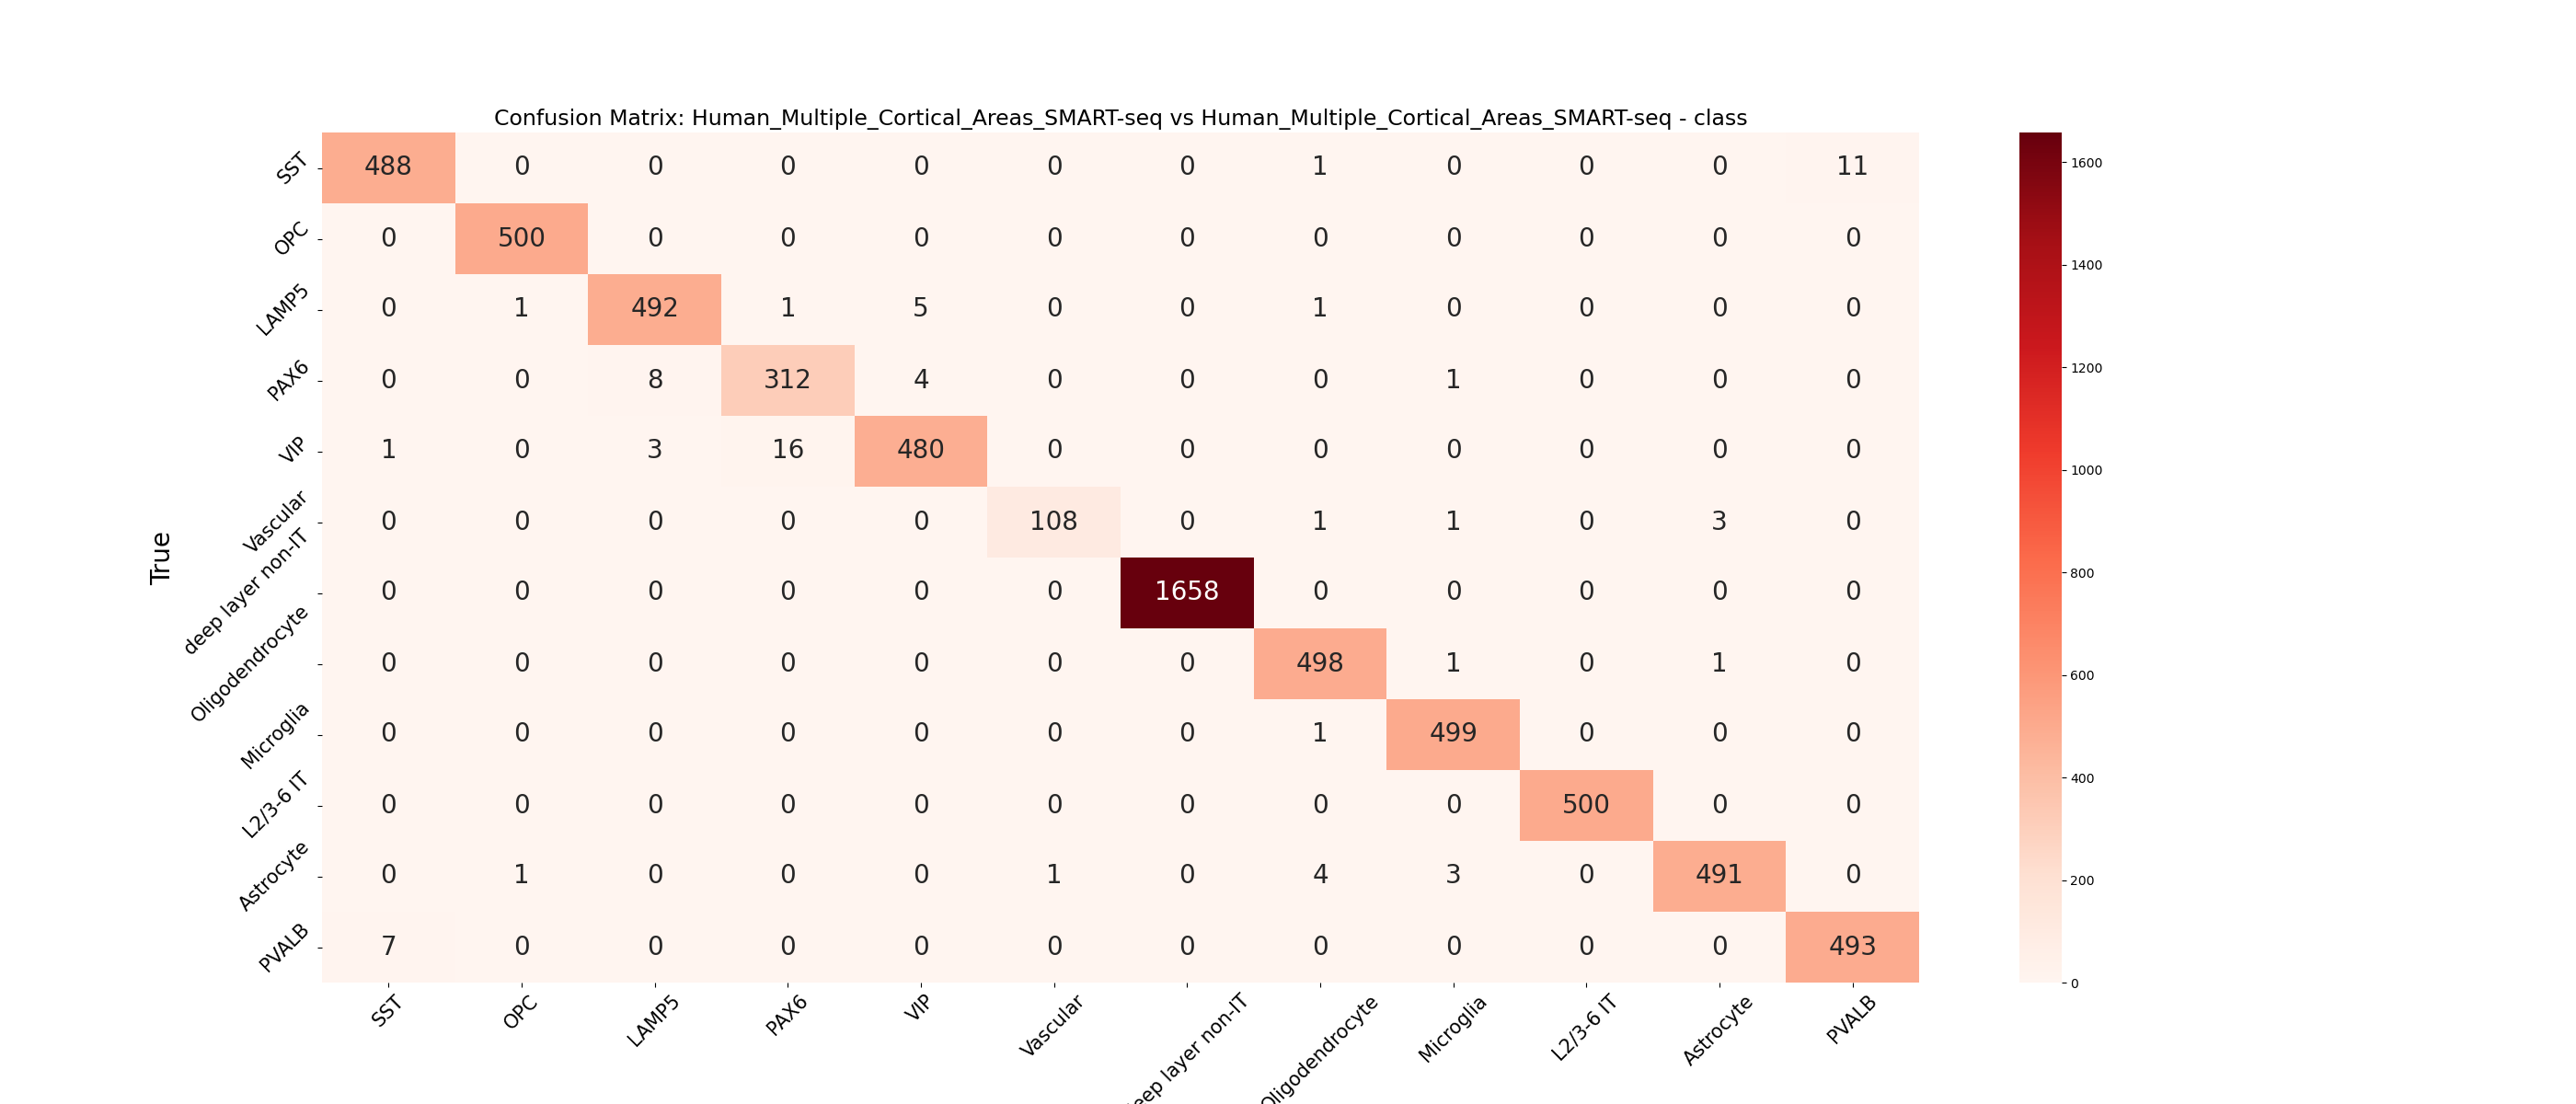 Confusion Matrix: Human_Multiple_Cortical_Areas_SMART-seq vs Human_Multiple_Cortical_Areas_SMART-seq - class
SST 488 0 0 0 0 0 0 1 0 0 0 11
OPC 0 500 0 0 0 0 0 0 0 0 0 0
LAMP5 0 1 492 1 5 0 0 1 0 0 0 0
PAX6 0 0 8 312 4 0 0 0 1 0 0 0
VIP 1 0 3 16 480 0 0 0 0 0 0 0
Vascular 0 0 0 0 0 108 0 1 1 0 3 0
deep layer non-IT 0 0 0 0 0 0 1658 0 0 0 0 0
Oligodendrocyte 0 0 0 0 0 0 0 498 1 0 1 0
Microglia 0 0 0 0 0 0 0 1 499 0 0 0
L2/3-6 IT 0 0 0 0 0 0 0 0 0 500 0 0
Astrocyte 0 1 0 0 0 1 0 4 3 0 491 0
PVALB 7 0 0 0 0 0 0 0 0 0 0 493
True
SST OPC LAMP5 PAX6 VIP Vascular layer non-IT Oligodendrocyte Microglia L2/3-6 IT Astrocyte PVALB
1600
1400
1200
1000
800
600
400
200
0